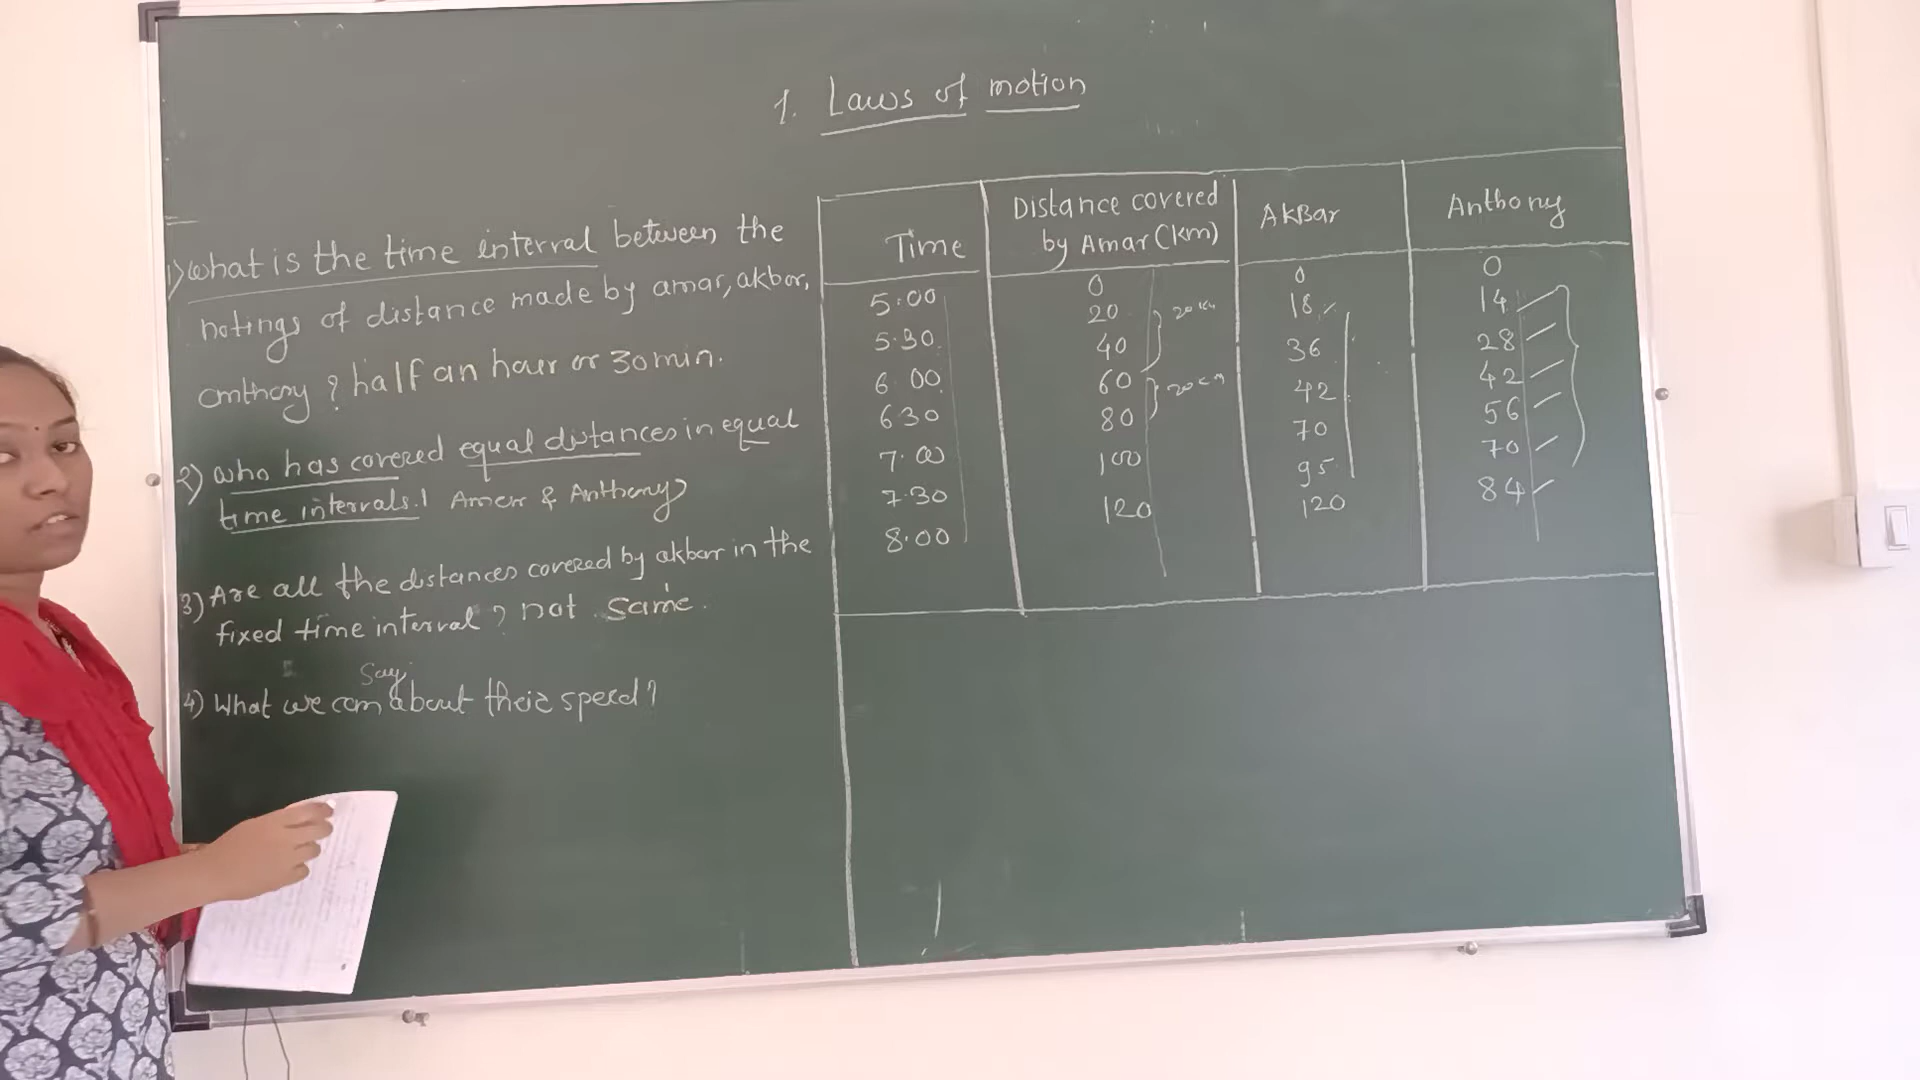 1. Laws of motion
1) what is the time interval between the
notings of distance made by amar, akbar,
anthony ? half an hour or 30 min.
2) who has covered equal distances in equal
time intervals.1 Amar & Anthony
3) Are all the distances covered by akbar in the
fixed time interval ? not same.
say
4) What we can about their speed ?
Time
Distance covered
by Amar (km)
AkBar
Anthony
5.00 0 0 0
5.30 20 18 14
6.00 40 36 28
6.30 60 42 42
7.00 80 70 56
7.30 100 95 70
8.00 120 120 84
20 km
20 km